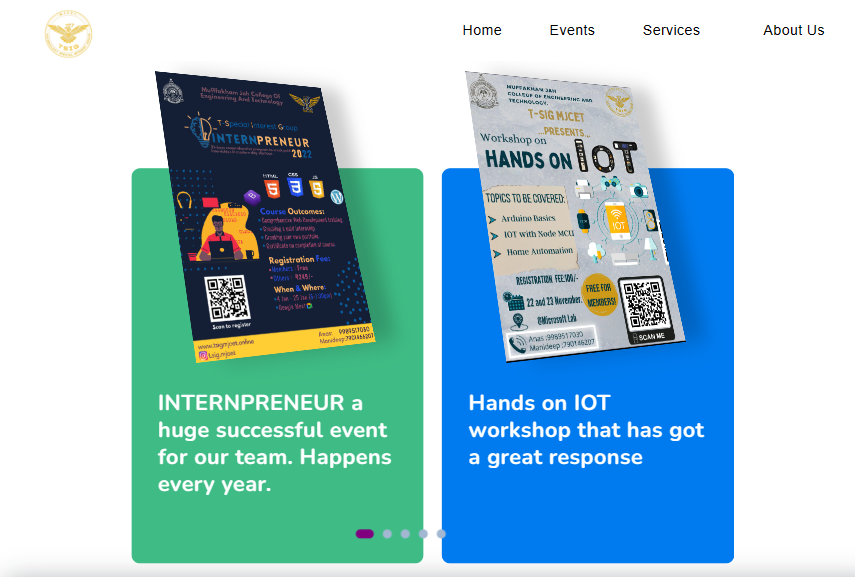 MJCET
TSIG
Home
Events
Services
About Us
Muffakham Jah College Of
Engineering And Technology
T-Special Interest Group
INTERNPRENEUR
2022
HTML
CSS
JS
Course Outcomes:
Registration Fee:
When & Where:
Scan to register
www.tsigmjcet.online
tsig.mjcet
Anas: 9989517030
Manideep:7901466207
INTERNPRENEUR a
huge successful event
for our team. Happens
every year.
MUFFAKHAM JAH
COLLEGE OF ENGINEERING AND
TECHNOLOGY.
T-SIG MJCET
...PRESENTS...
Workshop on
HANDS ON IOT
TOPICS TO BE COVERED:
Arduino Basics
IOT with Node MCU
Home Automation
IOT
REGISTRATION FEE:100/-
22 and 23 November,
@Microsoft Lab
FREE FOR
MEMBERS!
Anas :9989517030
Manideep :7901466207
SCAN ME
Hands on IOT
workshop that has got
a great response